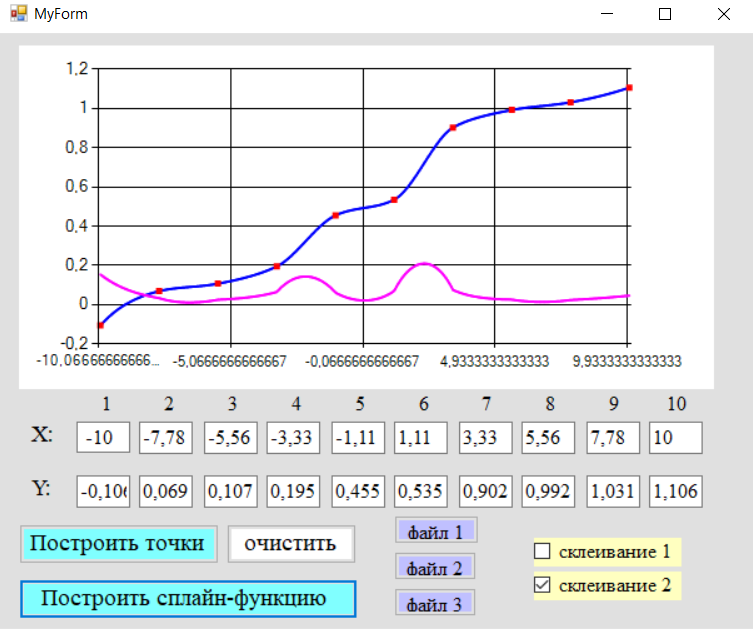 MyForm
1,2
1
0,8
0,6
0,4
0,2
0
-0,2
-10,06666666666... -5,0666666666667 -0,0666666666667 4,9333333333333 9,9333333333333
1 2 3 4 5 6 7 8 9 10
X: -10 -7,78 -5,56 -3,33 -1,11 1,11 3,33 5,56 7,78 10
Y: -0,106 0,069 0,107 0,195 0,455 0,535 0,902 0,992 1,031 1,106
Построить точки очистить файл 1
файл 2 склеивание 1
Построить сплайн-функцию файл 3 склеивание 2